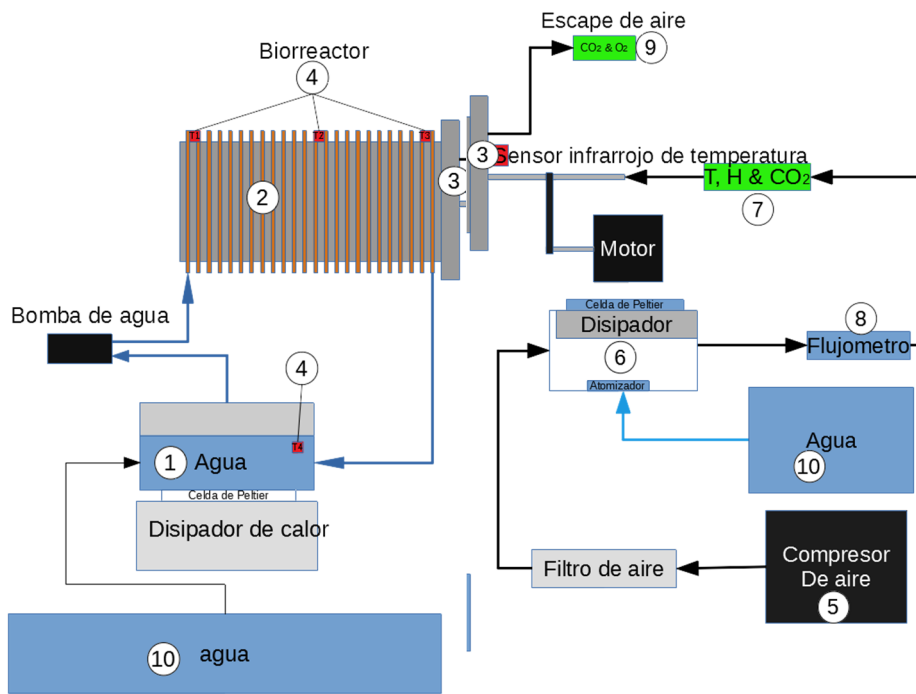 Escape de aire
CO₂ & O₂
9
Biorreactor
4
T1
T2
T3
3
3
Sensor infrarrojo de temperatura
T, H & CO₂
7
2
Motor
Bomba de agua
Celda de Peltier
Disipador
6
Atomizador
8
Flujometro
4
T4
1
Agua
Celda de Peltier
Disipador de calor
Agua
10
Filtro de aire
Compresor
De aire
5
10
agua